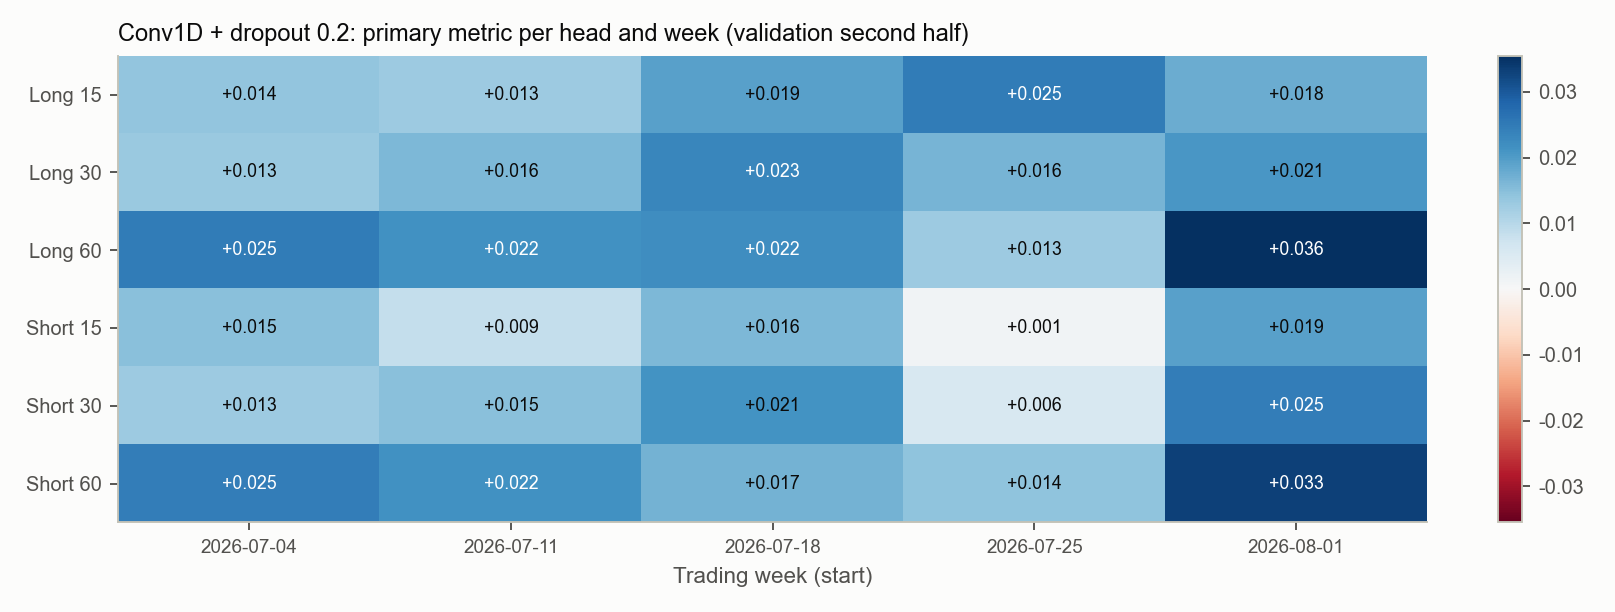 Conv1D + dropout 0.2: primary metric per head and week (validation second half)
Long 15 +0.014 +0.013 +0.019 +0.025 +0.018
Long 30 +0.013 +0.016 +0.023 +0.016 +0.021
Long 60 +0.025 +0.022 +0.022 +0.013 +0.036
Short 15 +0.015 +0.009 +0.016 +0.001 +0.019
Short 30 +0.013 +0.015 +0.021 +0.006 +0.025
Short 60 +0.025 +0.022 +0.017 +0.014 +0.033
2026-07-04 2026-07-11 2026-07-18 2026-07-25 2026-08-01
Trading week (start)
0.03
0.02
0.01
0.00
-0.01
-0.02
-0.03